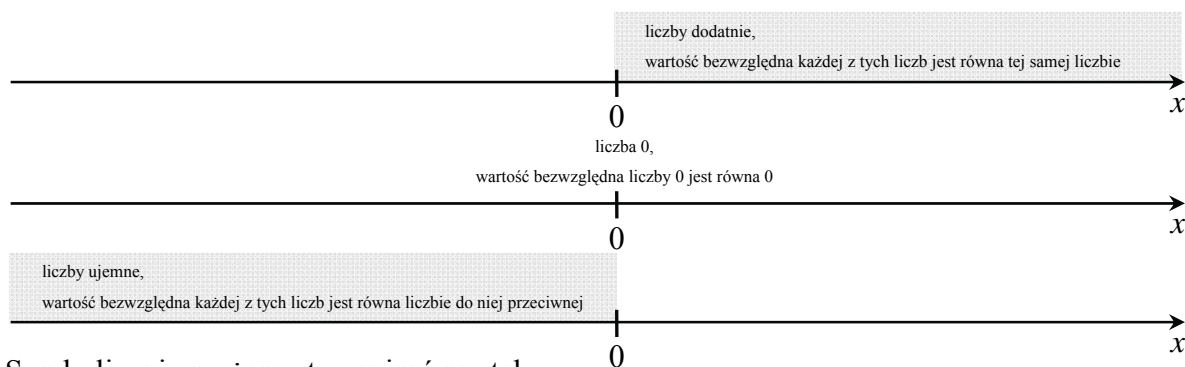 liczby dodatnie,
wartość bezwzględna każdej z tych liczb jest równa tej samej liczbie
0
x
liczba 0,
wartość bezwzględna liczby 0 jest równa 0
0
x
liczby ujemne,
wartość bezwzględna każdej z tych liczb jest równa liczbie do niej przeciwnej
0
x